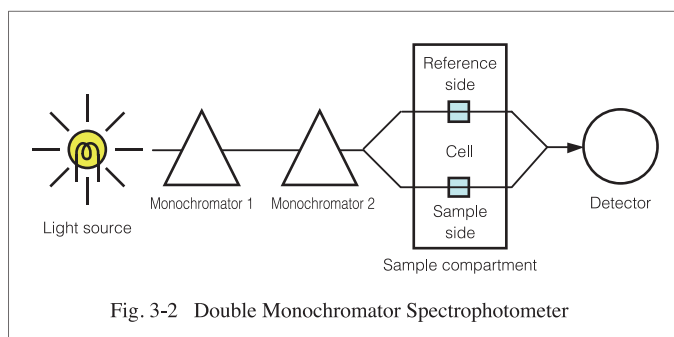 Reference
side
Cell
Monochromator 1
Monochromator 2
Sample
side
Detector
Light source
Sample compartment
Fig. 3-2 Double Monochromator Spectrophotometer